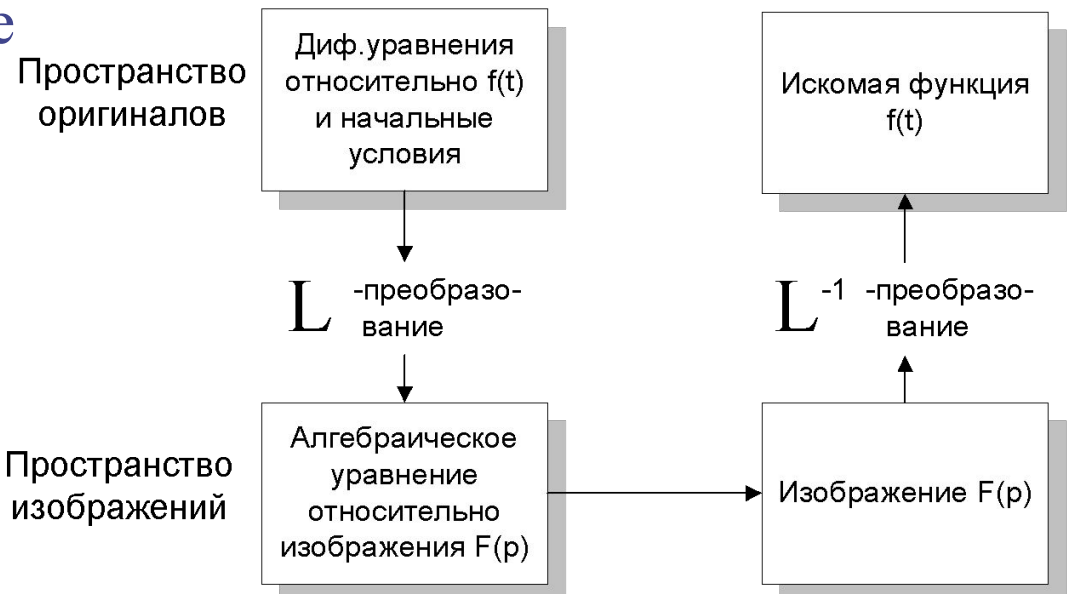 е
Пространство
оригиналов
Диф.уравнения
относительно f(t)
и начальные
условия
Искомая функция
f(t)
L -преобразо-
вание
L-1 -преобразо-
вание
Пространство
изображений
Алгебраическое
уравнение
относительно
изображения F(p)
Изображение F(p)